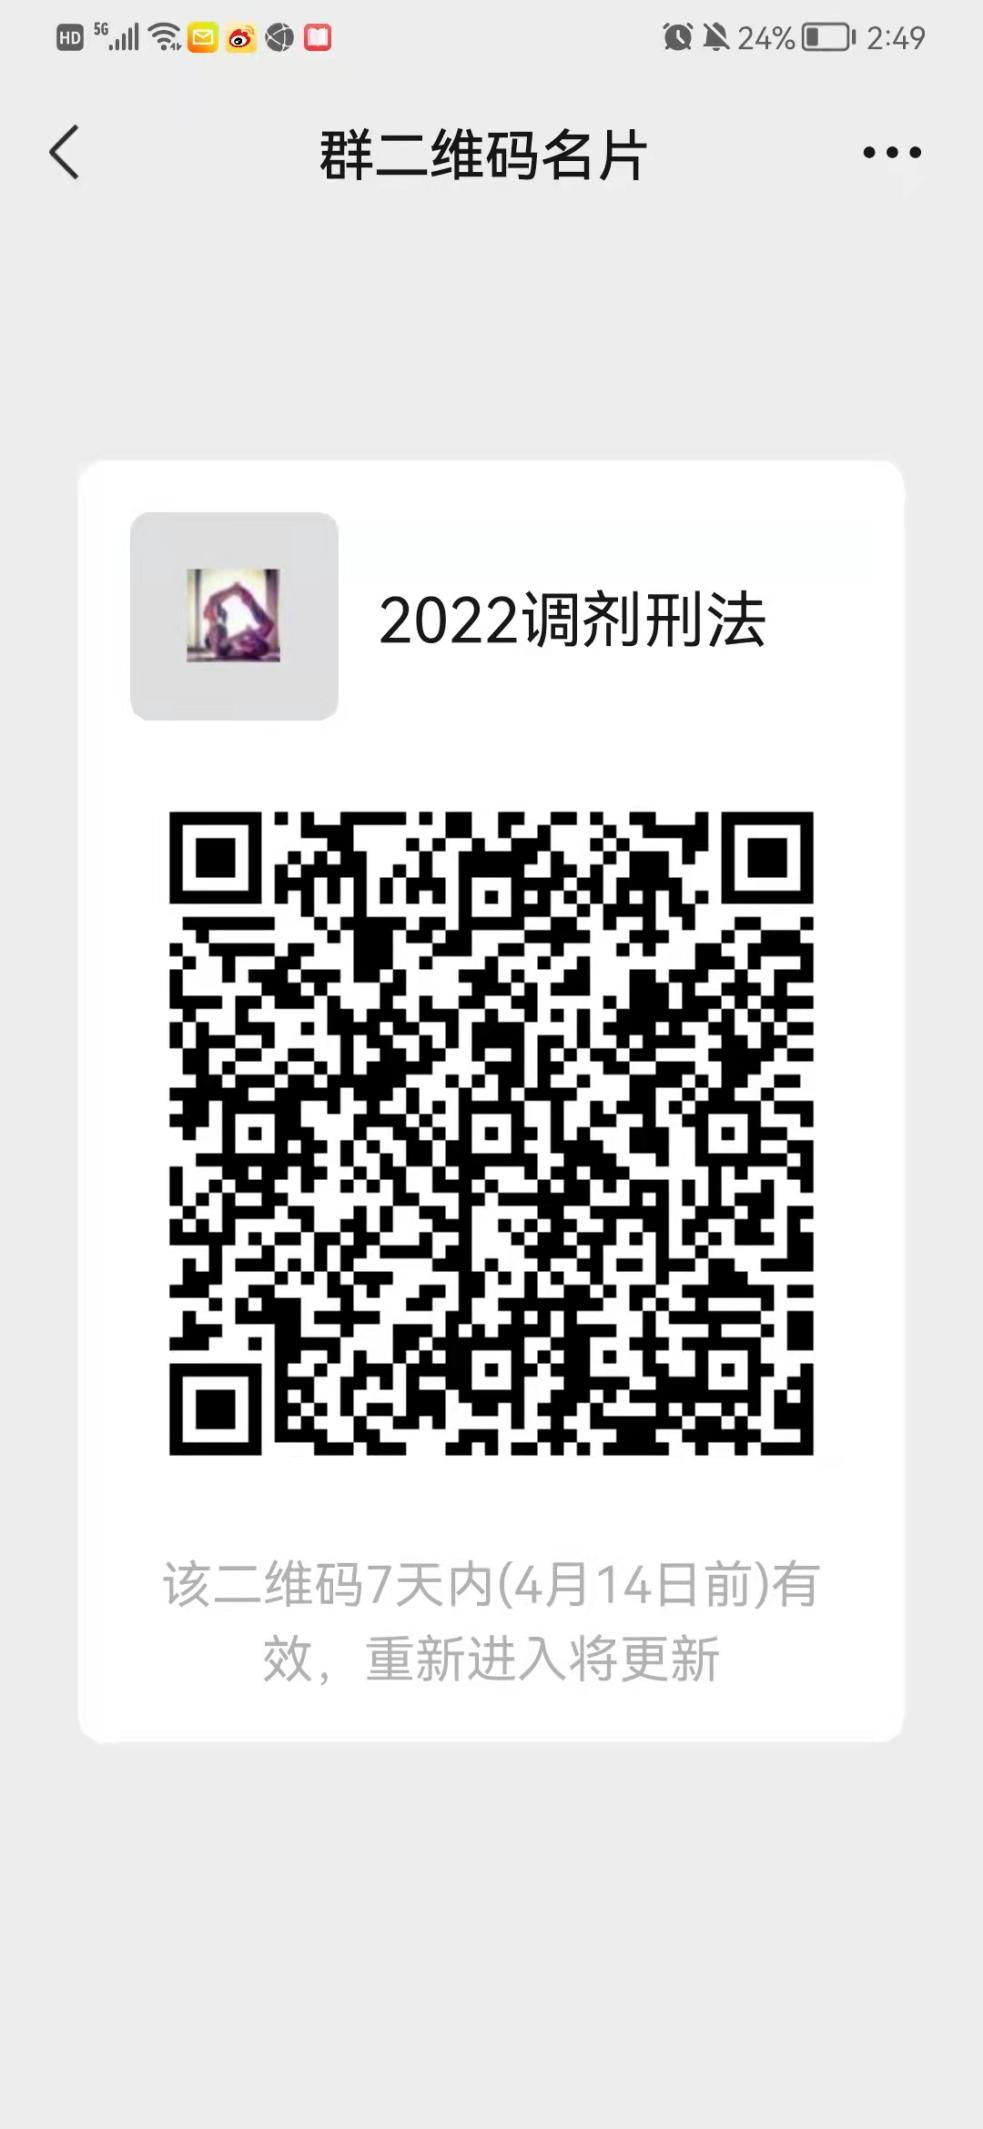 HD 5G 24% 2:49
群二维码名片
2022调剂刑法
该二维码7天内(4月14日前)有
效，重新进入将更新